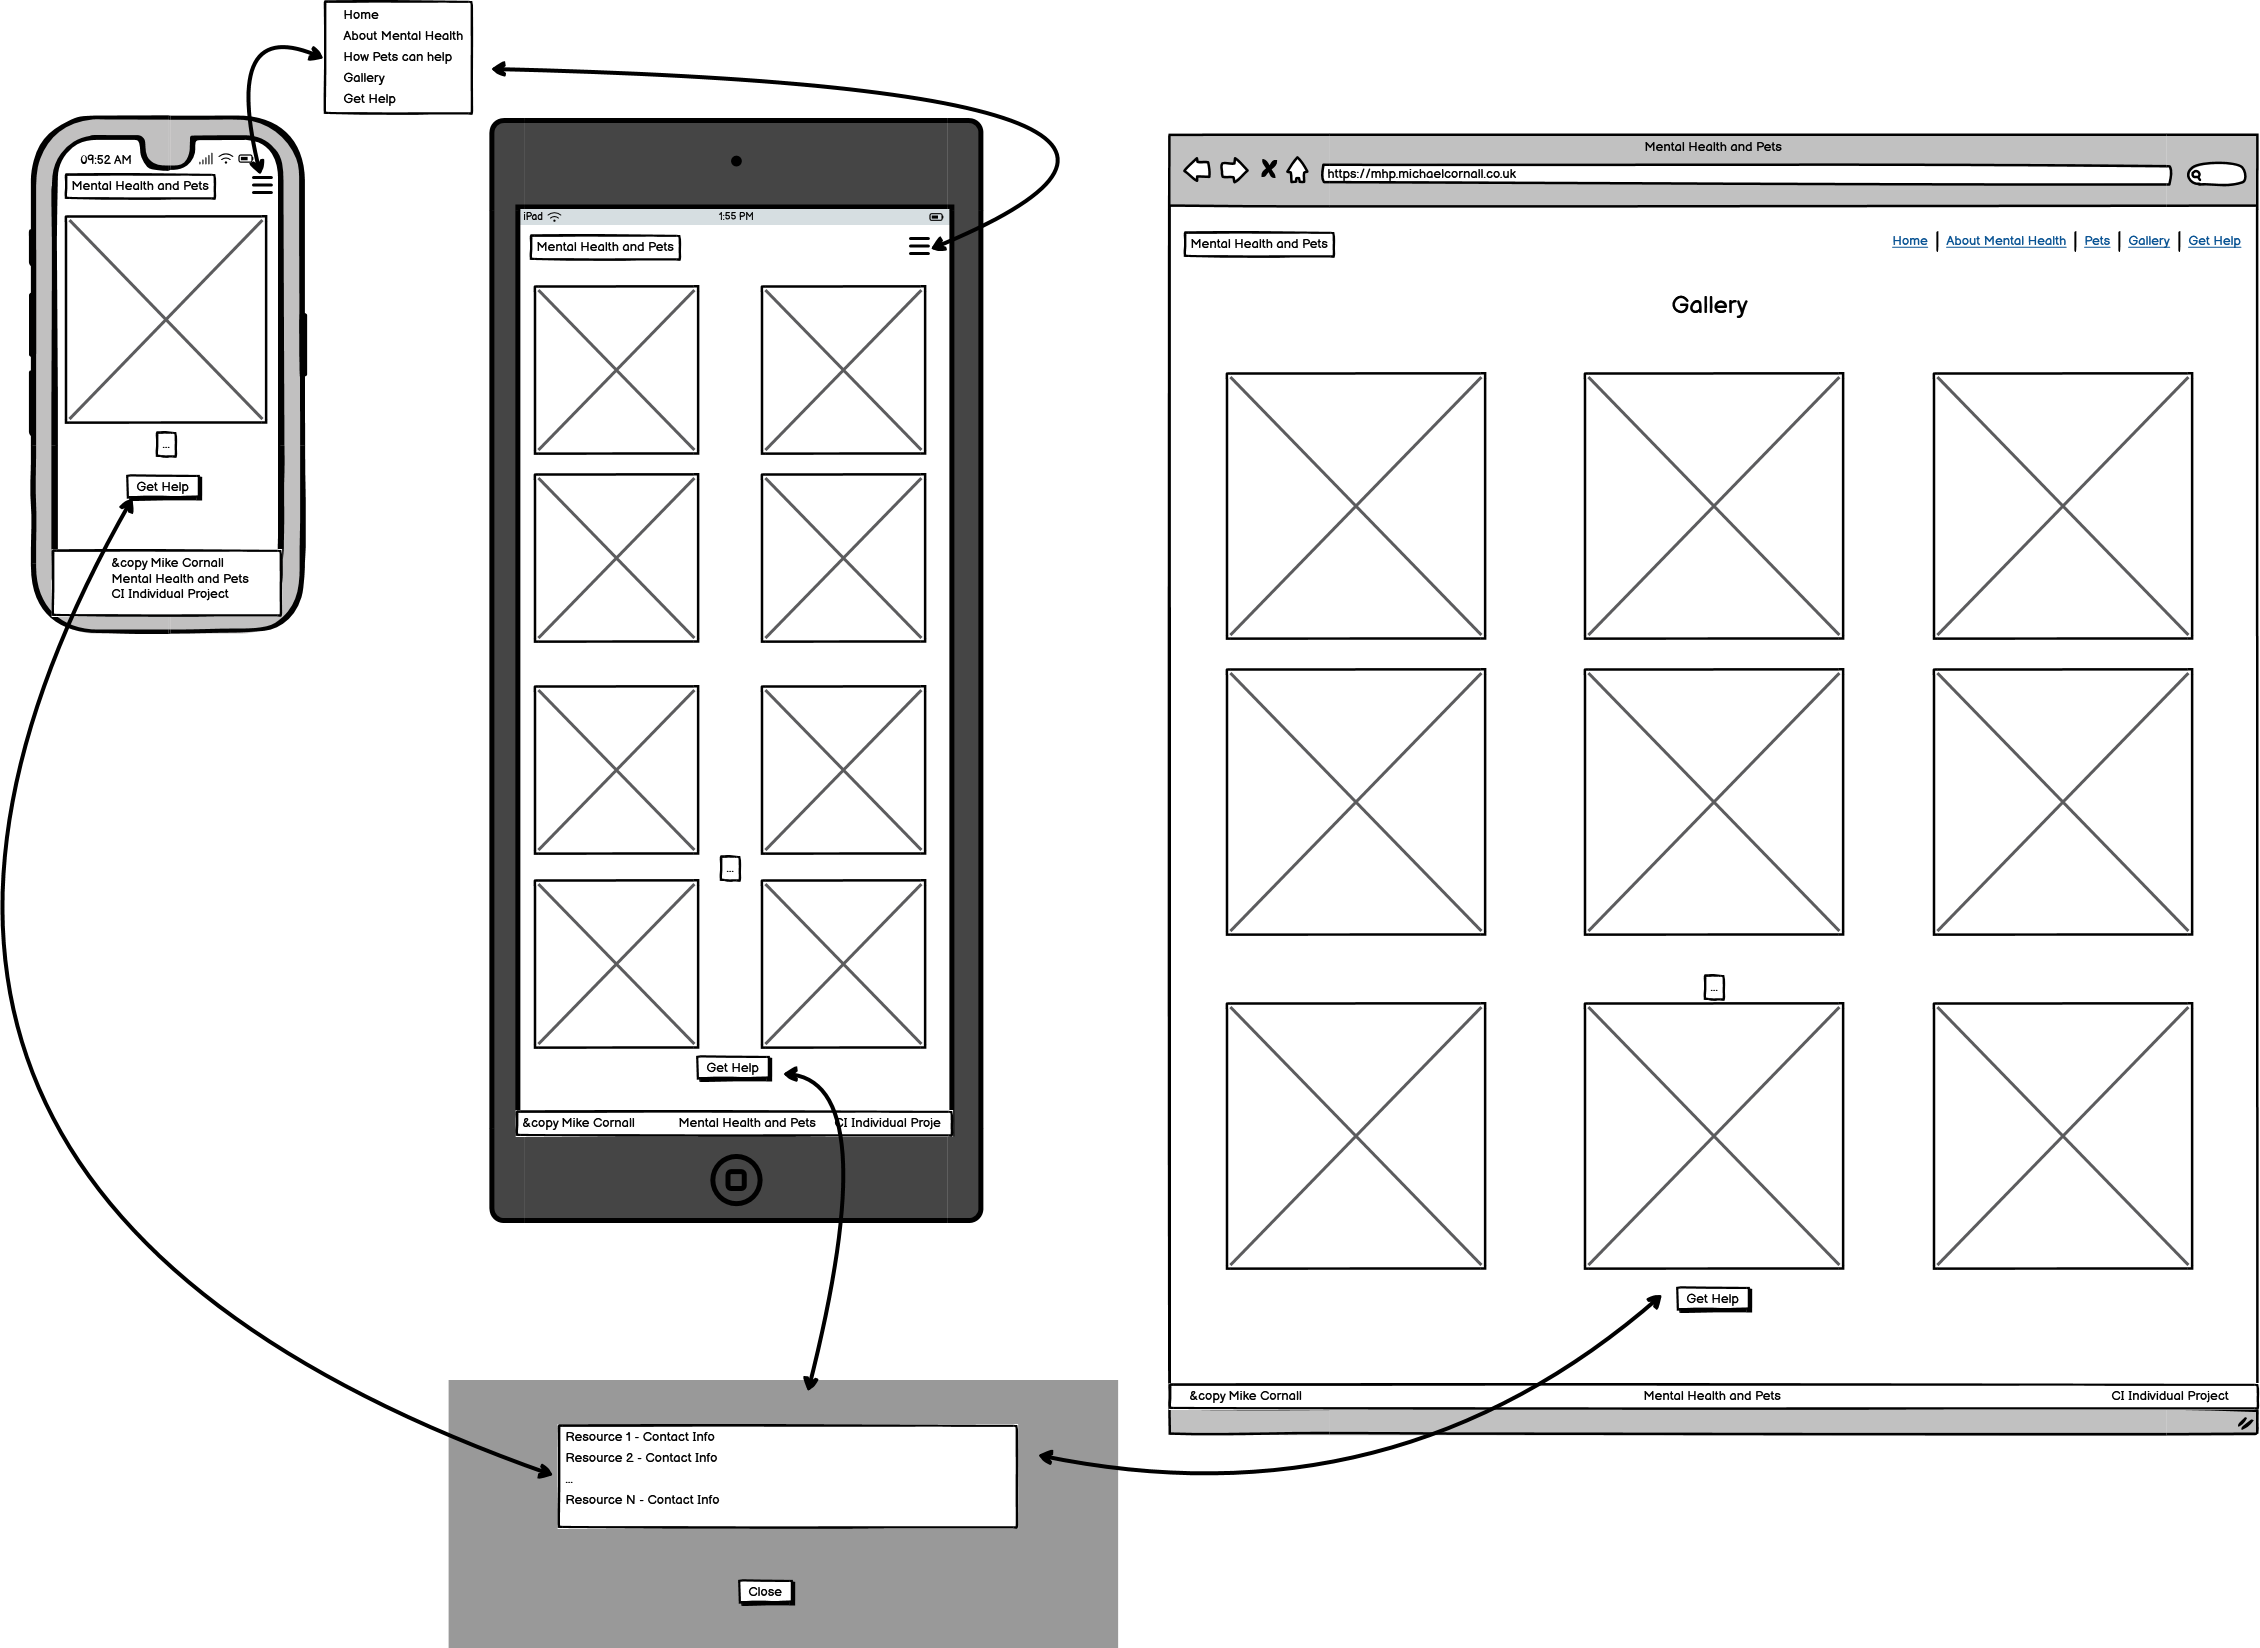 Home
About Mental Health
How Pets can help
Gallery
Get Help
09:52 AM
Mental Health and Pets
...
Get Help
&copy Mike Cornall
Mental Health and Pets
CI Individual Project
iPad
1:55 PM
Mental Health and Pets
...
Get Help
&copy Mike Cornall Mental Health and Pets CI Individual Proje
Mental Health and Pets
https://mhp.michaelcornall.co.uk
Mental Health and Pets
Home About Mental Health Pets Gallery Get Help
Gallery
...
Get Help
&copy Mike Cornall Mental Health and Pets CI Individual Project
Resource 1 - Contact Info
Resource 2 - Contact Info
...
Resource N - Contact Info
Close